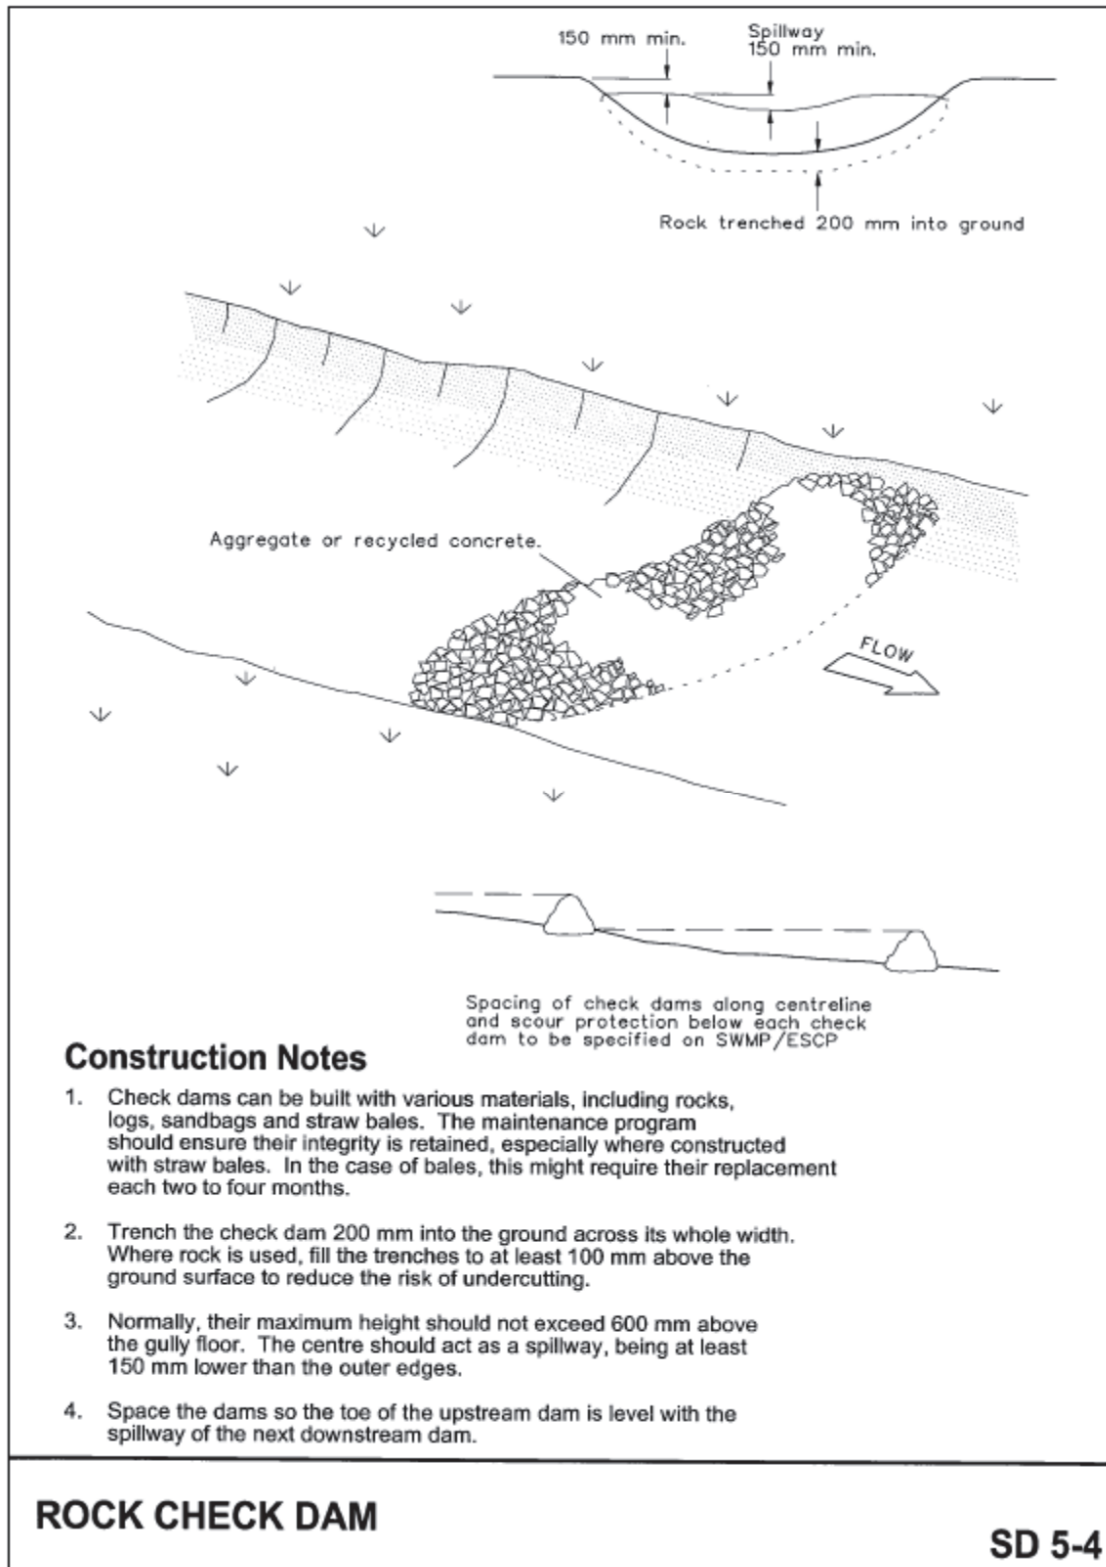 150 mm min.
Spillway
150 mm min.
Rock trenched 200 mm into ground
Aggregate or recycled concrete.
FLOW
Spacing of check dams along centreline
and scour protection below each check
dam to be specified on SWMP/ESCP
Construction Notes
1. Check dams can be built with various materials, including rocks,
logs, sandbags and straw bales. The maintenance program
should ensure their integrity is retained, especially where constructed
with straw bales. In the case of bales, this might require their replacement
each two to four months.
2. Trench the check dam 200 mm into the ground across its whole width.
Where rock is used, fill the trenches to at least 100 mm above the
ground surface to reduce the risk of undercutting.
3. Normally, their maximum height should not exceed 600 mm above
the gully floor. The centre should act as a spillway, being at least
150 mm lower than the outer edges.
4. Space the dams so the toe of the upstream dam is level with the
spillway of the next downstream dam.
ROCK CHECK DAM
SD 5-4